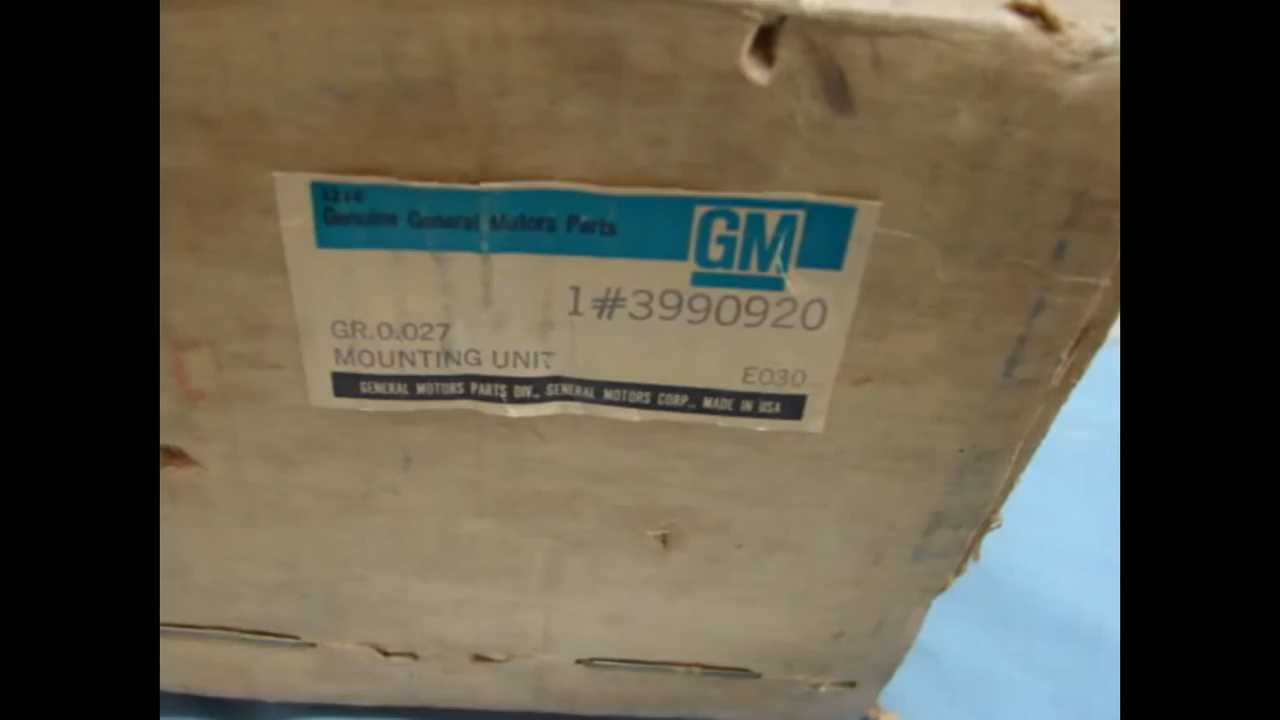 Genuine General Motors Parts
GM
1#3990920
GR.0.027
MOUNTING UNIT
E030
GENERAL MOTORS PARTS DIV., GENERAL MOTORS CORP., MADE IN USA